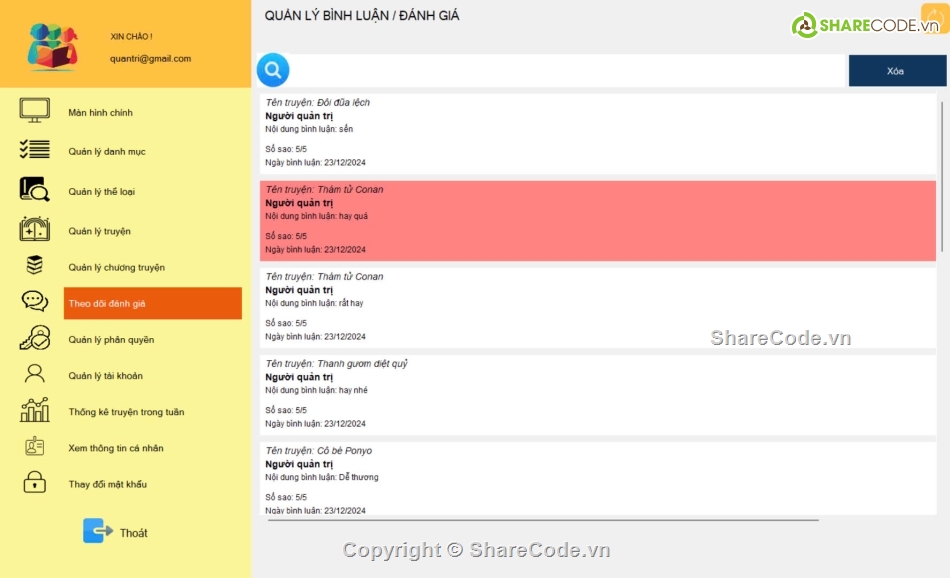 XIN CHÀO !
quantri@gmail.com
Màn hình chính
Quản lý danh mục
Quản lý thể loại
Quản lý truyện
Quản lý chương truyện
Theo dõi đánh giá
Quản lý phân quyền
Quản lý tài khoản
Thống kê truyện trong tuần
Xem thông tin cá nhân
Thay đổi mật khẩu
Thoát
QUẢN LÝ BÌNH LUẬN / ĐÁNH GIÁ
SHARECODE.vn
Xóa
Tên truyện: Đôi đũa lệch
Người quản trị
Nội dung bình luận: sến
Số sao: 5/5
Ngày bình luận: 23/12/2024
Tên truyện: Thám tử Conan
Người quản trị
Nội dung bình luận: hay quá
Số sao: 5/5
Ngày bình luận: 23/12/2024
Tên truyện: Thám tử Conan
Người quản trị
Nội dung bình luận: rất hay
Số sao: 5/5
Ngày bình luận: 23/12/2024
ShareCode.vn
Tên truyện: Thanh gươm diệt quỷ
Người quản trị
Nội dung bình luận: hay nhé
Số sao: 5/5
Ngày bình luận: 23/12/2024
Tên truyện: Cô bé Ponyo
Người quản trị
Nội dung bình luận: Dễ thương
Số sao: 5/5
Ngày bình luận: 23/12/2024
Copyright © ShareCode.vn